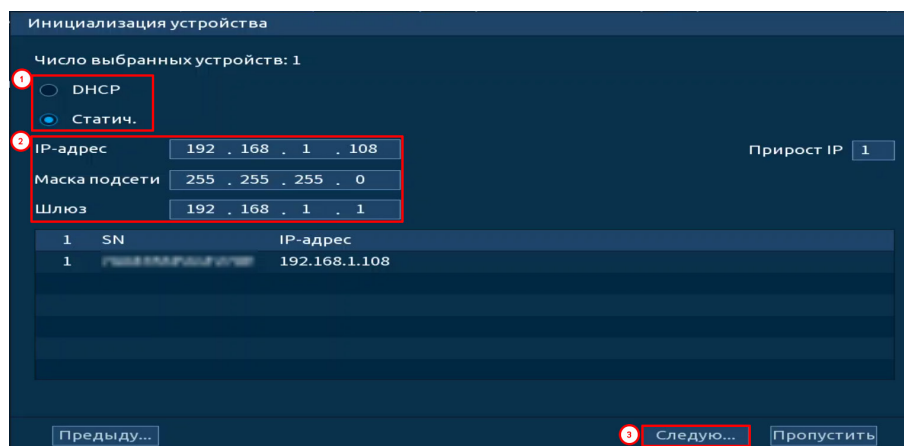 Инициализация устройства
Число выбранных устройств: 1
1
DHCP
Статич.
2
IP-адрес 192 . 168 . 1 . 108 Прирост IP 1
Маска подсети 255 . 255 . 255 . 0
Шлюз 192 . 168 . 1 . 1
1 SN IP-адрес
1 192.168.1.108
Предыду... 3 Следую... Пропустить